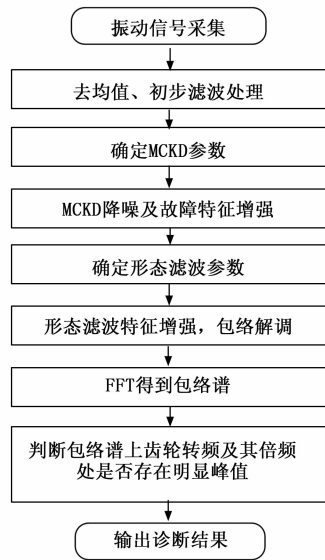 振动信号采集
去均值、初步滤波处理
确定MCKD参数
MCKD降噪及故障特征增强
确定形态滤波参数
形态滤波特征增强，包络解调
FFT得到包络谱
判断包络谱上齿轮转频及其倍频
处是否存在明显峰值
输出诊断结果